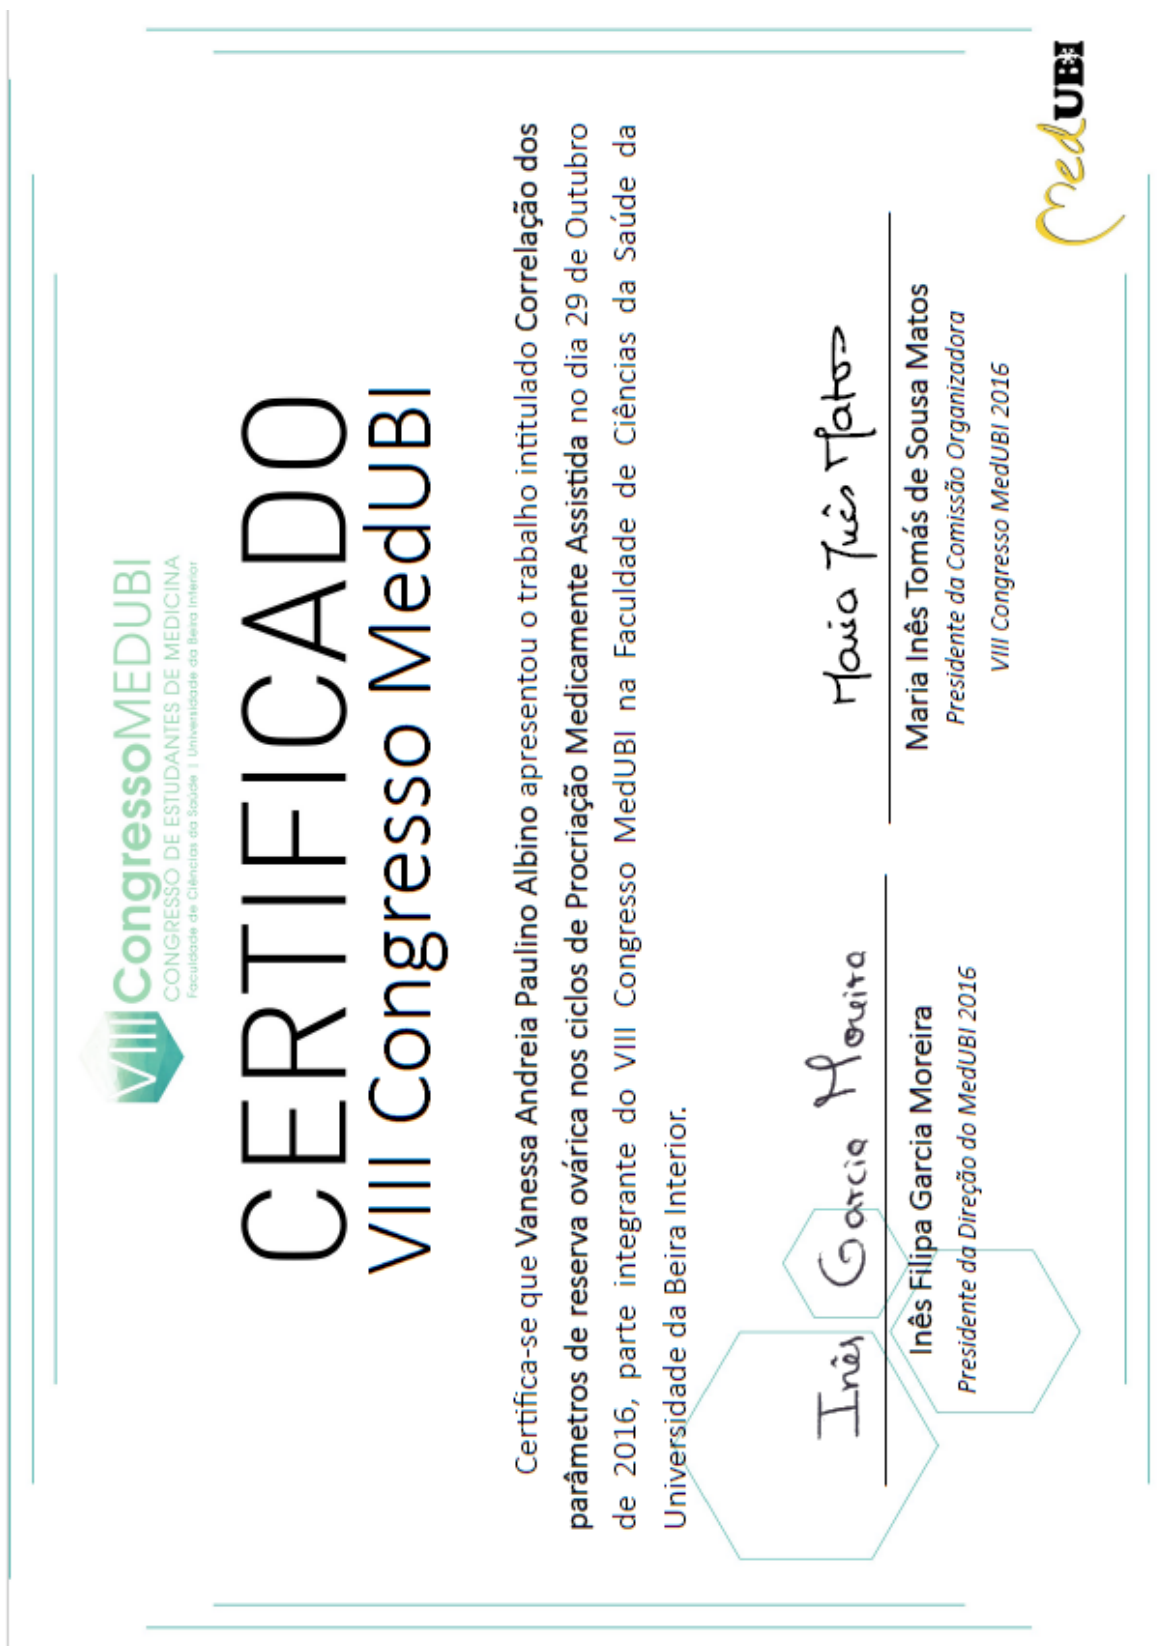 VIII CongressoMEDUBI
CONGRESSO DE ESTUDANTES DE MEDICINA
Faculdade de Ciências da Saúde | Universidade da Beira Interior
CERTIFICADO
VIII Congresso MedUBI
Certifica-se que Vanessa Andreia Paulino Albino apresentou o trabalho intitulado Correlação dos
parâmetros de reserva ovárica nos ciclos de Procriação Medicamente Assistida no dia 29 de Outubro
de 2016, parte integrante do VIII Congresso MedUBI na Faculdade de Ciências da Saúde da
Universidade da Beira Interior.
Inês Garcia Moreira
Inês Filipa Garcia Moreira
Presidente da Direção do MedUBI 2016
Maria Inês Matos
Maria Inês Tomás de Sousa Matos
Presidente da Comissão Organizadora
VIII Congresso MedUBI 2016
MedUBI